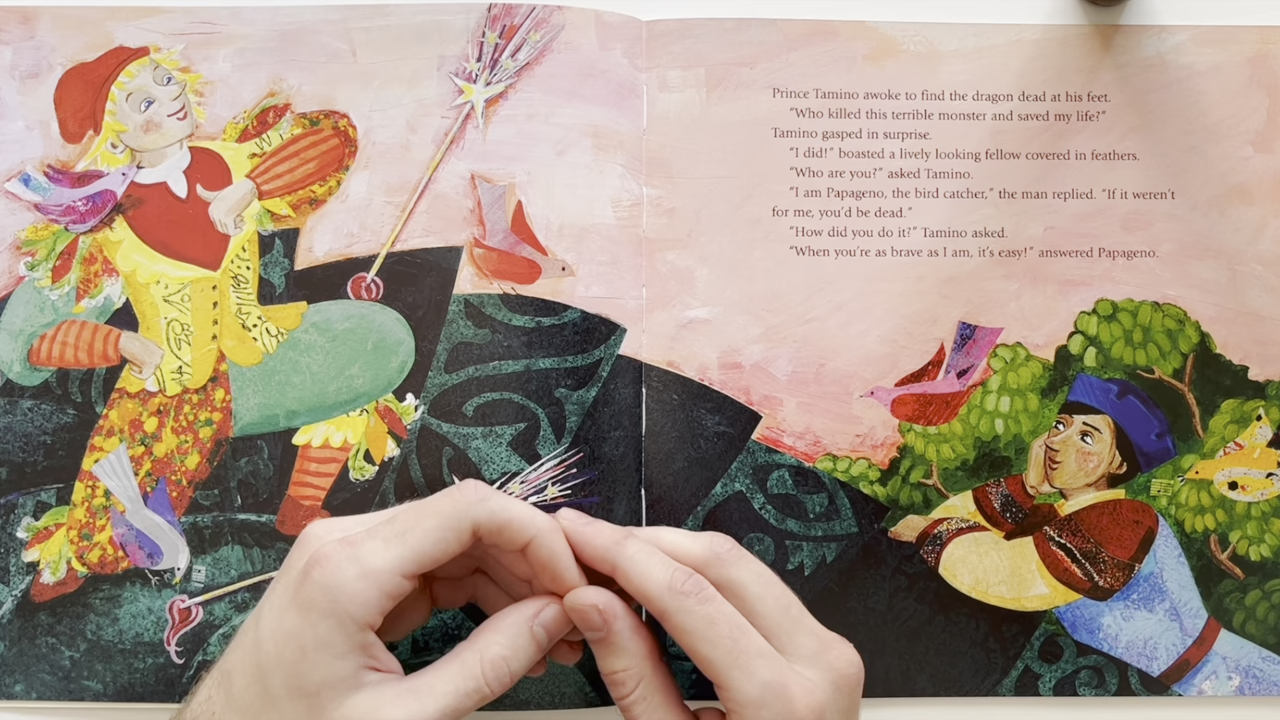 Prince Tamino awoke to find the dragon dead at his feet.
“Who killed this terrible monster and saved my life?”
Tamino gasped in surprise.
“I did!” boasted a lively looking fellow covered in feathers.
“Who are you?” asked Tamino.
“I am Papageno, the bird catcher,” the man replied. “If it weren’t
for me, you’d be dead.”
“How did you do it?” Tamino asked.
“When you’re as brave as I am, it’s easy!” answered Papageno.